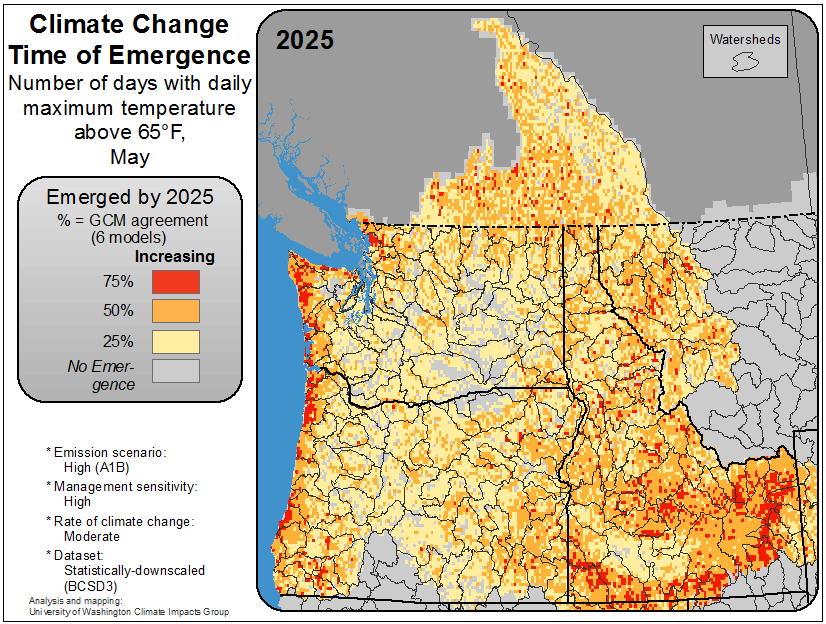 Climate Change
Time of Emergence
Number of days with daily
maximum temperature
above 65°F,
May
Emerged by 2025
% = GCM agreement
(6 models)
Increasing
75%
50%
25%
No Emer-
gence
* Emission scenario:
High (A1B)
* Management sensitivity:
High
* Rate of climate change:
Moderate
* Dataset:
Statistically-downscaled
(BCSD3)
Analysis and mapping:
University of Washington Climate Impacts Group
2025
Watersheds